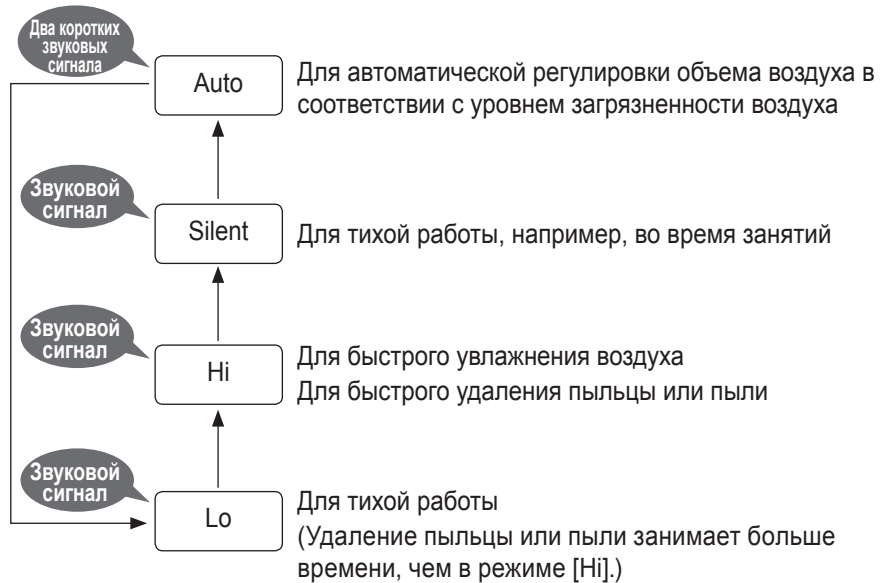 Два коротких
звуковых
сигнала
Auto
Для автоматической регулировки объема воздуха в
соответствии с уровнем загрязненности воздуха
Звуковой
сигнал
Silent
Для тихой работы, например, во время занятий
Звуковой
сигнал
Hi
Для быстрого увлажнения воздуха
Для быстрого удаления пыльцы или пыли
Звуковой
сигнал
Lo
Для тихой работы
(Удаление пыльцы или пыли занимает больше
времени, чем в режиме [Hi].)